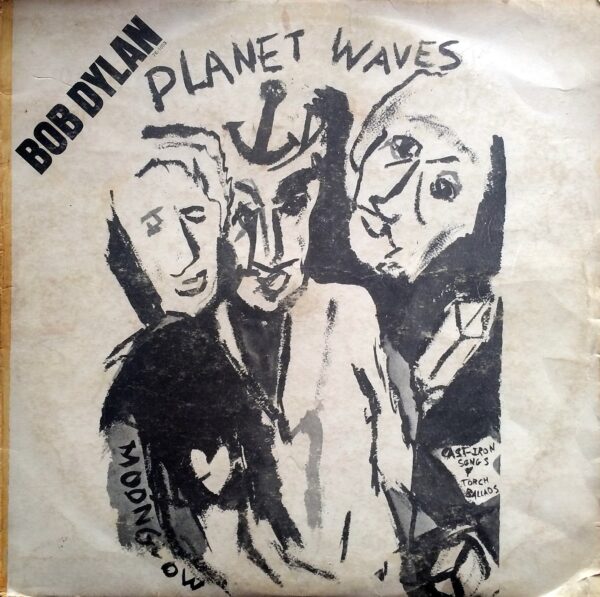 BOB DYLAN
PLANET WAVES
MOONGLOW
CAST-IRON
SONGS
&
TORCH
BALLADS